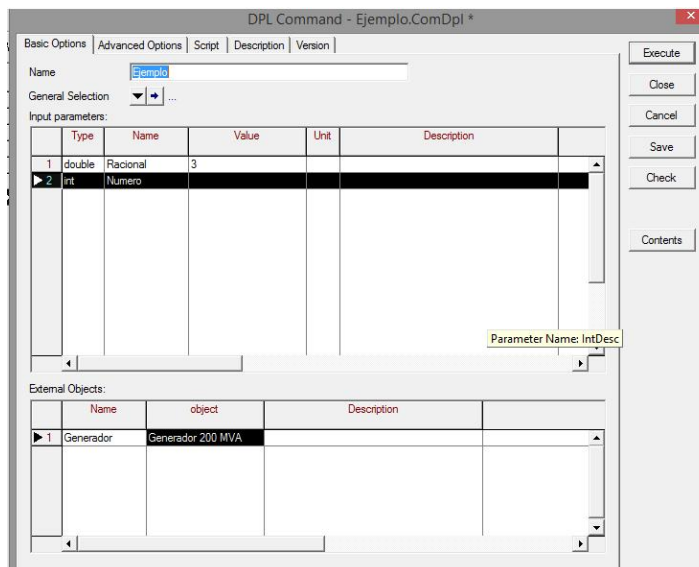 DPL Command - Ejemplo.ComDpl *
Basic Options Advanced Options Script Description Version
Name Ejemplo
General Selection ...
Input parameters:
Type Name Value Unit Description
1 double Racional 3
2 int Numero
Parameter Name: IntDesc
External Objects:
Name object Description
1 Generador Generador 200 MVA
Execute
Close
Cancel
Save
Check
Contents